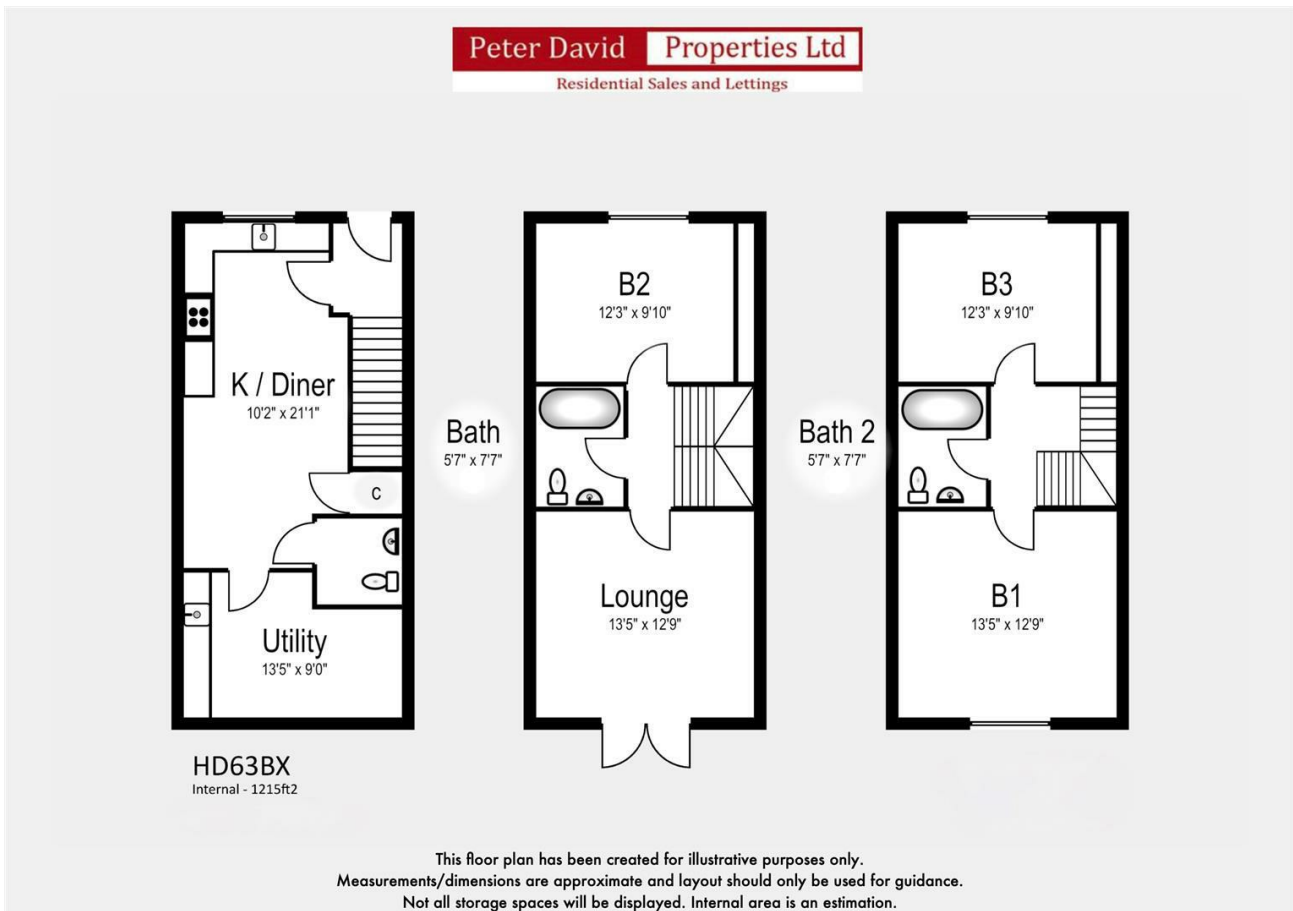 Peter David Properties Ltd
Residential Sales and Lettings
K / Diner
10'2" x 21'1"
C
Utility
13'5" x 9'0"
HD63BX
Internal - 1215ft2
B2
12'3" x 9'10"
Bath
5'7" x 7'7"
Lounge
13'5" x 12'9"
B3
12'3" x 9'10"
Bath 2
5'7" x 7'7"
B1
13'5" x 12'9"
This floor plan has been created for illustrative purposes only.
Measurements/dimensions are approximate and layout should only be used for guidance.
Not all storage spaces will be displayed. Internal area is an estimation.